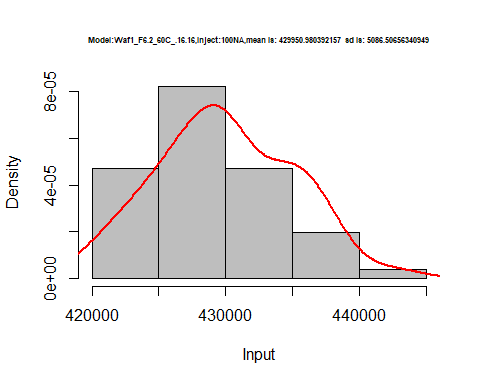 Model:Waf1_F6.2_60C_.16.16,Inject:100NA,mean is: 429950.980392157 sd is: 5086.50656340949
Density
8e-05
4e-05
0e+00
420000 430000 440000
Input